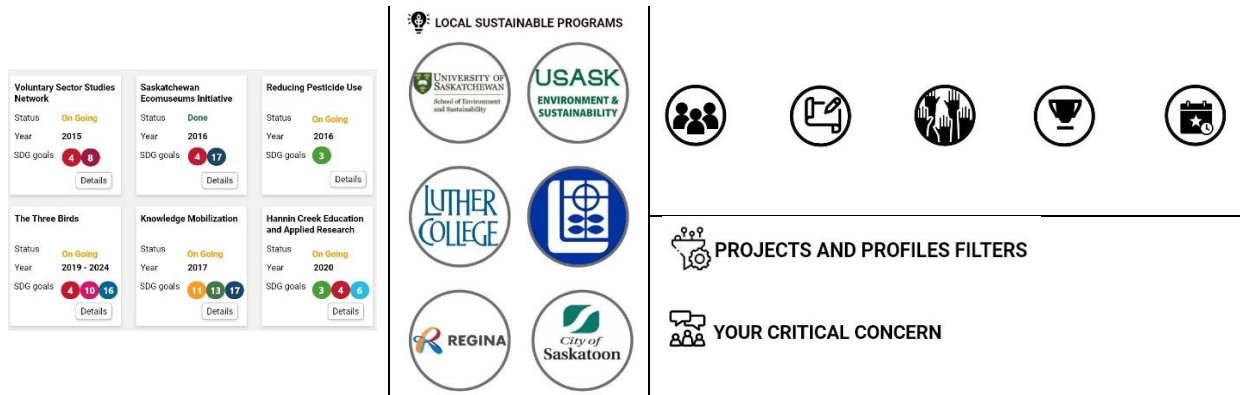 Voluntary Sector Studies
Network
Status On Going
Year 2015
SDG goals 4 8
Details
Saskatchewan
Ecomuseums Initiative
Status Done
Year 2016
SDG goals 4 17
Details
Reducing Pesticide Use
Status On Going
Year 2016
SDG goals 3
Details
The Three Birds
Status On Going
Year 2019 - 2024
SDG goals 4 10 16
Details
Knowledge Mobilization
Status On Going
Year 2017
SDG goals 11 13 17
Details
Hannin Creek Education
and Applied Research
Status On Going
Year 2020
SDG goals 3 4 6
Details
LOCAL SUSTAINABLE PROGRAMS
UNIVERSITY OF
SASKATCHEWAN
School of Environment
and Sustainability
USASK
ENVIRONMENT &
SUSTAINABILITY
LUTHER
COLLEGE
REGINA
City of
Saskatoon
PROJECTS AND PROFILES FILTERS
YOUR CRITICAL CONCERN